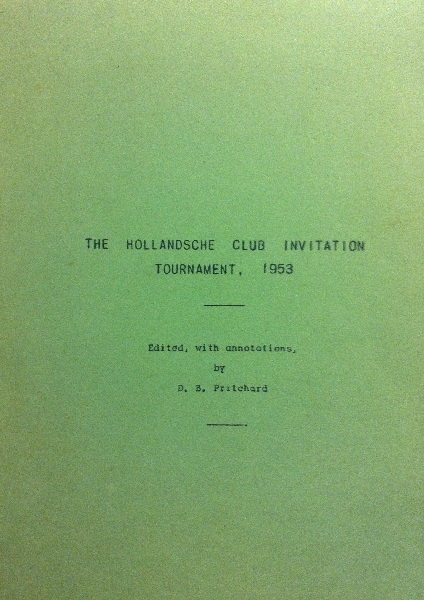 THE HOLLANDSCHE CLUB INVITATION
TOURNAMENT, 1953
Edited, with annotations,
by
D. B. Pritchard